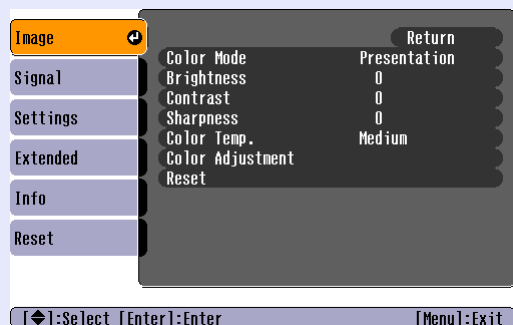 Image
Signal
Settings
Extended
Info
Reset
Return
Color Mode Presentation
Brightness 0
Contrast 0
Sharpness 0
Color Temp. Medium
Color Adjustment
Reset
[◆]:Select [Enter]:Enter [Menu]:Exit